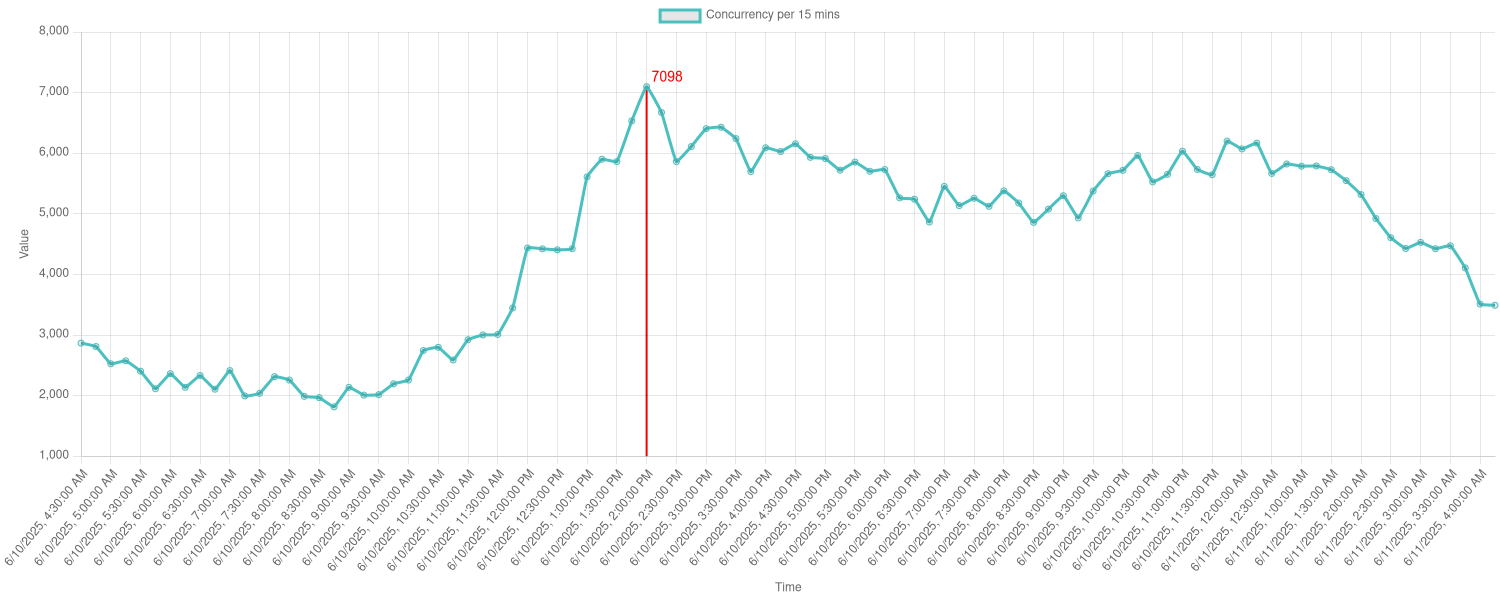 Concurrency per 15 mins
8,000
7,000
6,000
5,000
4,000
3,000
2,000
1,000
Value
7098
6/10/2025, 4:30:00 AM
6/10/2025, 5:00:00 AM
6/10/2025, 5:30:00 AM
6/10/2025, 6:00:00 AM
6/10/2025, 6:30:00 AM
6/10/2025, 7:00:00 AM
6/10/2025, 7:30:00 AM
6/10/2025, 8:00:00 AM
6/10/2025, 8:30:00 AM
6/10/2025, 9:00:00 AM
6/10/2025, 9:30:00 AM
6/10/2025, 10:00:00 AM
6/10/2025, 10:30:00 AM
6/10/2025, 11:00:00 AM
6/10/2025, 11:30:00 AM
6/10/2025, 12:00:00 PM
6/10/2025, 12:30:00 PM
6/10/2025, 1:00:00 PM
6/10/2025, 1:30:00 PM
6/10/2025, 2:00:00 PM
6/10/2025, 2:30:00 PM
6/10/2025, 3:00:00 PM
6/10/2025, 3:30:00 PM
6/10/2025, 4:00:00 PM
6/10/2025, 4:30:00 PM
6/10/2025, 5:00:00 PM
6/10/2025, 5:30:00 PM
6/10/2025, 6:00:00 PM
6/10/2025, 6:30:00 PM
6/10/2025, 7:00:00 PM
6/10/2025, 7:30:00 PM
6/10/2025, 8:00:00 PM
6/10/2025, 8:30:00 PM
6/10/2025, 9:00:00 PM
6/10/2025, 9:30:00 PM
6/10/2025, 10:00:00 PM
6/10/2025, 10:30:00 PM
6/10/2025, 11:00:00 PM
6/10/2025, 11:30:00 PM
6/11/2025, 12:00:00 AM
6/11/2025, 12:30:00 AM
6/11/2025, 1:00:00 AM
6/11/2025, 1:30:00 AM
6/11/2025, 2:00:00 AM
6/11/2025, 2:30:00 AM
6/11/2025, 3:00:00 AM
6/11/2025, 3:30:00 AM
6/11/2025, 4:00:00 AM
Time